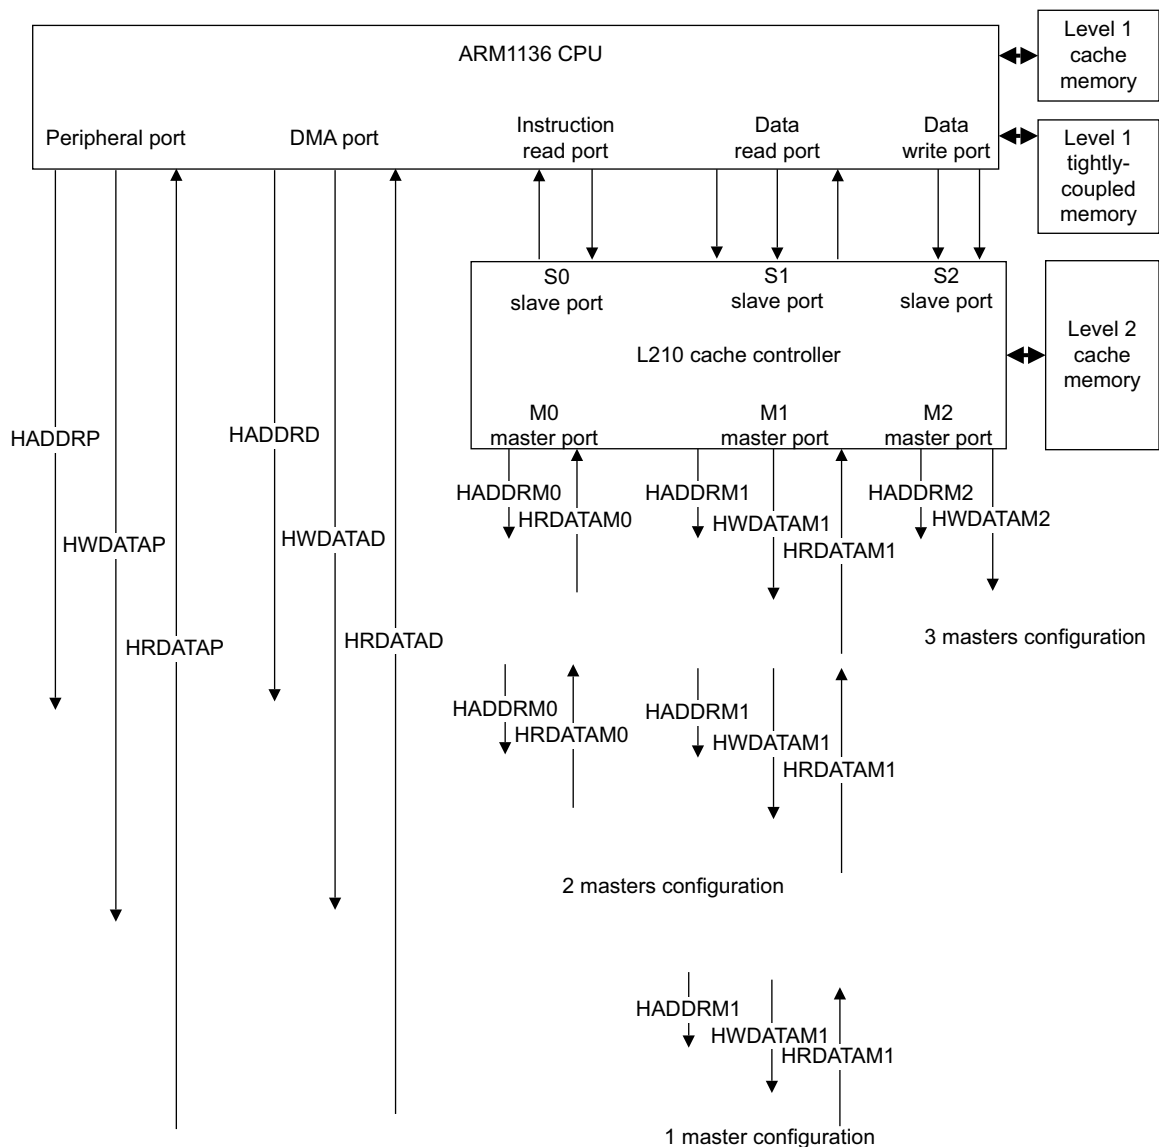 ARM1136 CPU
Level 1
cache
memory
Peripheral port
DMA port
Instruction
read port
Data
read port
Data
write port
Level 1
tightly-
coupled
memory
S0
slave port
S1
slave port
S2
slave port
L210 cache controller
Level 2
cache
memory
M0
master port
M1
master port
M2
master port
HADDRP
HADDRD
HADDRM0
HRDATAM0
HADDRM1
HWDATAM1
HRDATAM1
HADDRM2
HWDATAM2
HWDATAP
HWDATAD
HRDATAP
HRDATAD
3 masters configuration
HADDRM0
HRDATAM0
HADDRM1
HWDATAM1
HRDATAM1
2 masters configuration
HADDRM1
HWDATAM1
HRDATAM1
1 master configuration